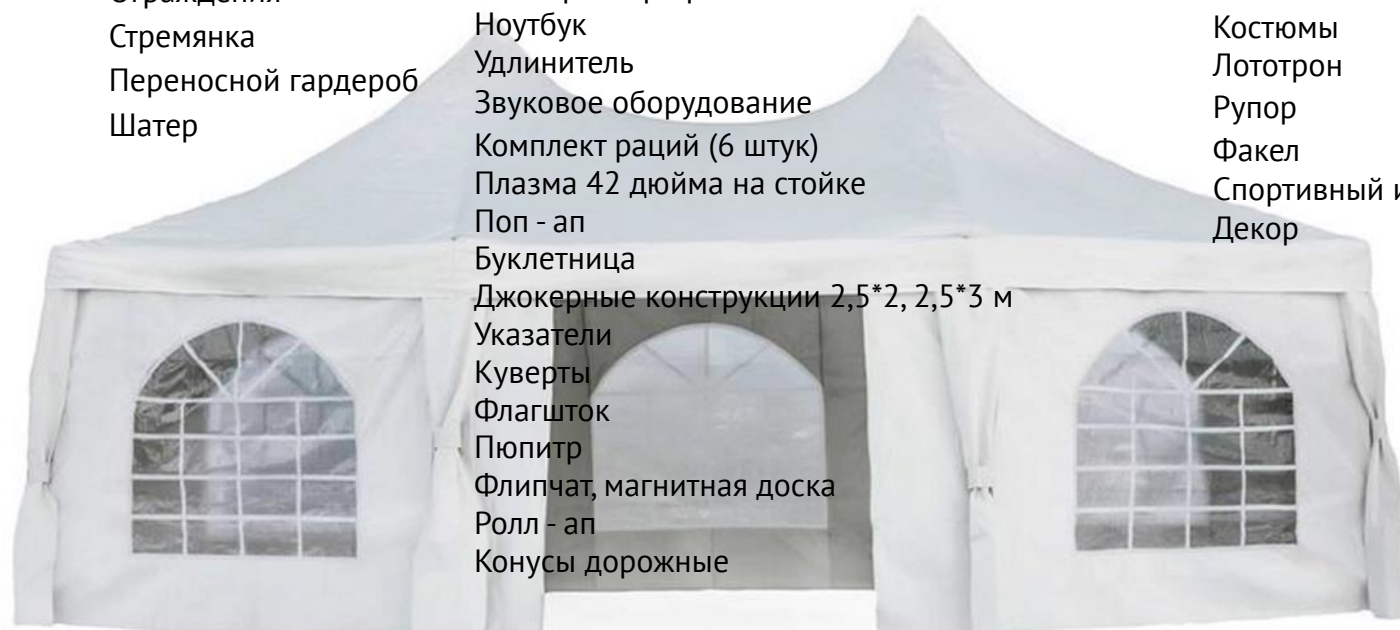 Стремянка
Переносной гардероб
Шатер
Ноутбук
Удлинитель
Звуковое оборудование
Комплект раций (6 штук)
Плазма 42 дюйма на стойке
Поп - ап
Буклетница
Джокерные конструкции 2,5*2, 2,5*3 м
Указатели
Куверты
Флагшток
Пюпитр
Флипчат, магнитная доска
Ролл - ап
Конусы дорожные
Костюмы
Лототрон
Рупор
Факел
Спортивный
Декор